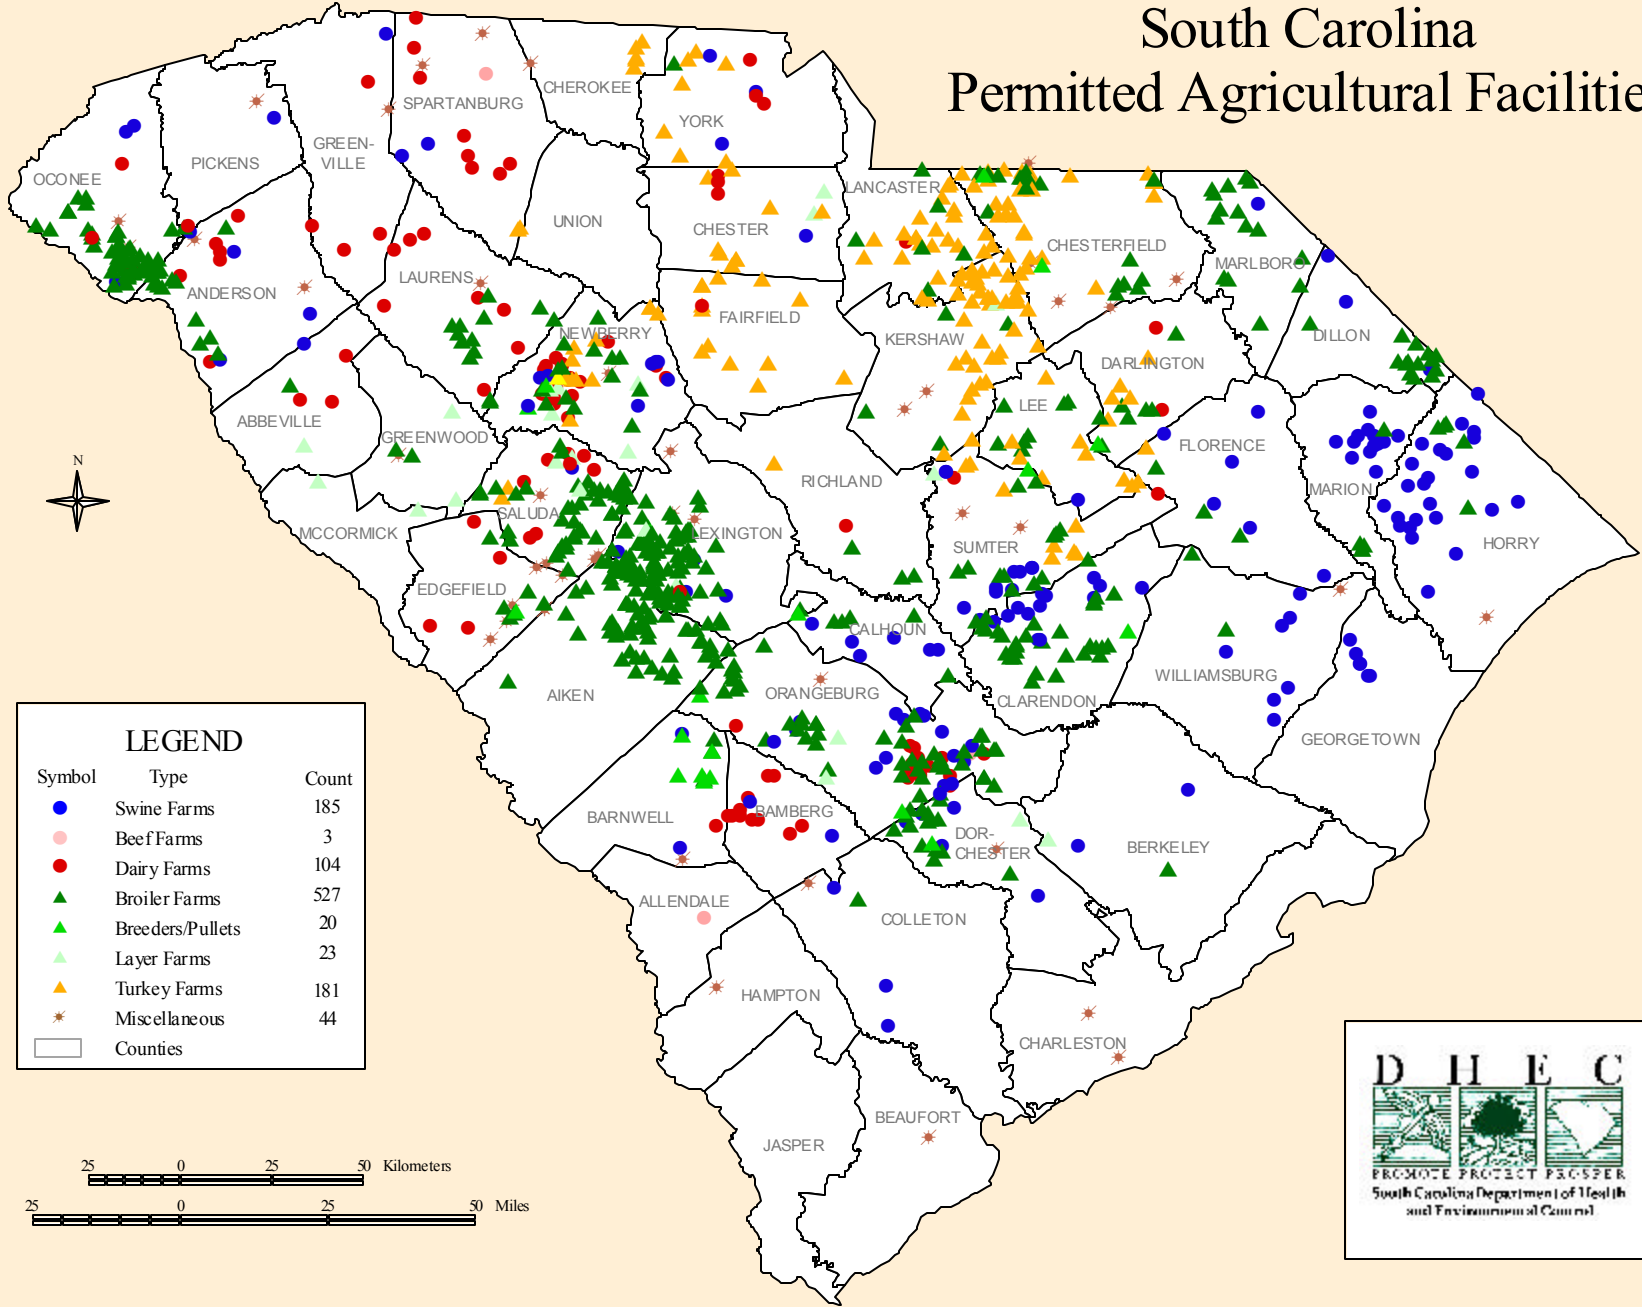 South Carolina
Permitted Agricultural Facilitie
CHEROKEE
SPARTANBURG
YORK
GREEN-
VILLE
PICKENS
OCONEE
LANCASTER
UNION
CHESTER
CHESTERFIELD
MARLBORO
LAURENS
ANDERSON
FAIRFIELD
NEWBERRY
KERSHAW
DILLON
DARLINGTON
LEE
ABBEVILLE
GREENWOOD
FLORENCE
RICHLAND
MARION
N
SALUDA
MCCORMICK
LEXINGTON
SUMTER
HORRY
EDGEFIELD
CALHOUN
WILLIAMSBURG
AIKEN
ORANGEBURG
CLARENDON
GEORGETOWN
LEGEND
Symbol Type Count
Swine Farms 185
Beef Farms 3
Dairy Farms 104
Broiler Farms 527
Breeders/Pullets 20
Layer Farms 23
Turkey Farms 181
Miscellaneous 44
Counties
BARNWELL
BAMBERG
DOR-
CHESTER
BERKELEY
ALLENDALE
COLLETON
HAMPTON
CHARLESTON
BEAUFORT
JASPER
25 0 25 50 Kilometers
25 0 25 50 Miles
D H E C
PROMOTE PROTECT PROSPER
South Carolina Department of Health
and Environmental Control